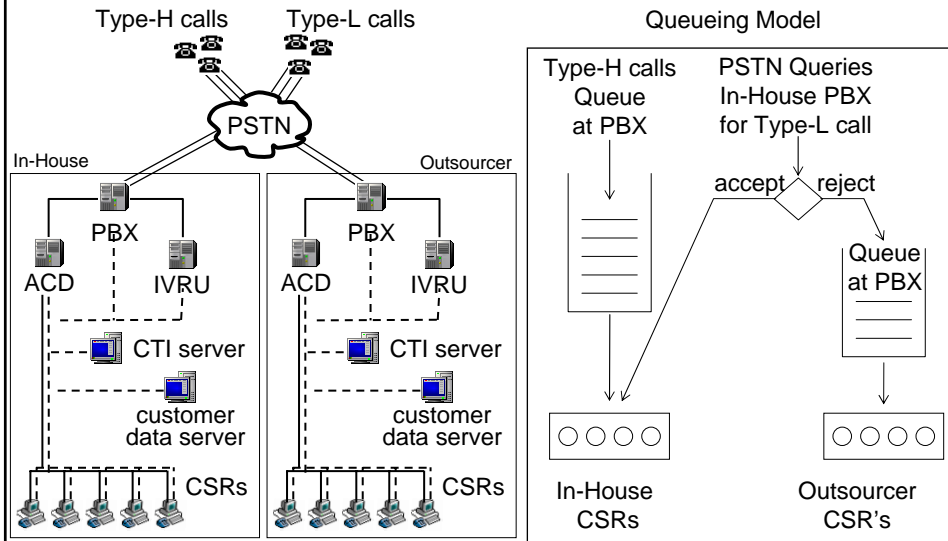 Type-H calls
Type-L calls
PSTN
In-House
Outsourcer
PBX
ACD
IVRU
CTI server
customer
data server
CSRs
PBX
ACD
IVRU
CTI server
customer
data server
CSRs
Queueing Model
Type-H calls
Queue
at PBX
PSTN Queries
In-House PBX
for Type-L call
accept
reject
Queue
at PBX
In-House
CSRs
Outsourcer
CSR's